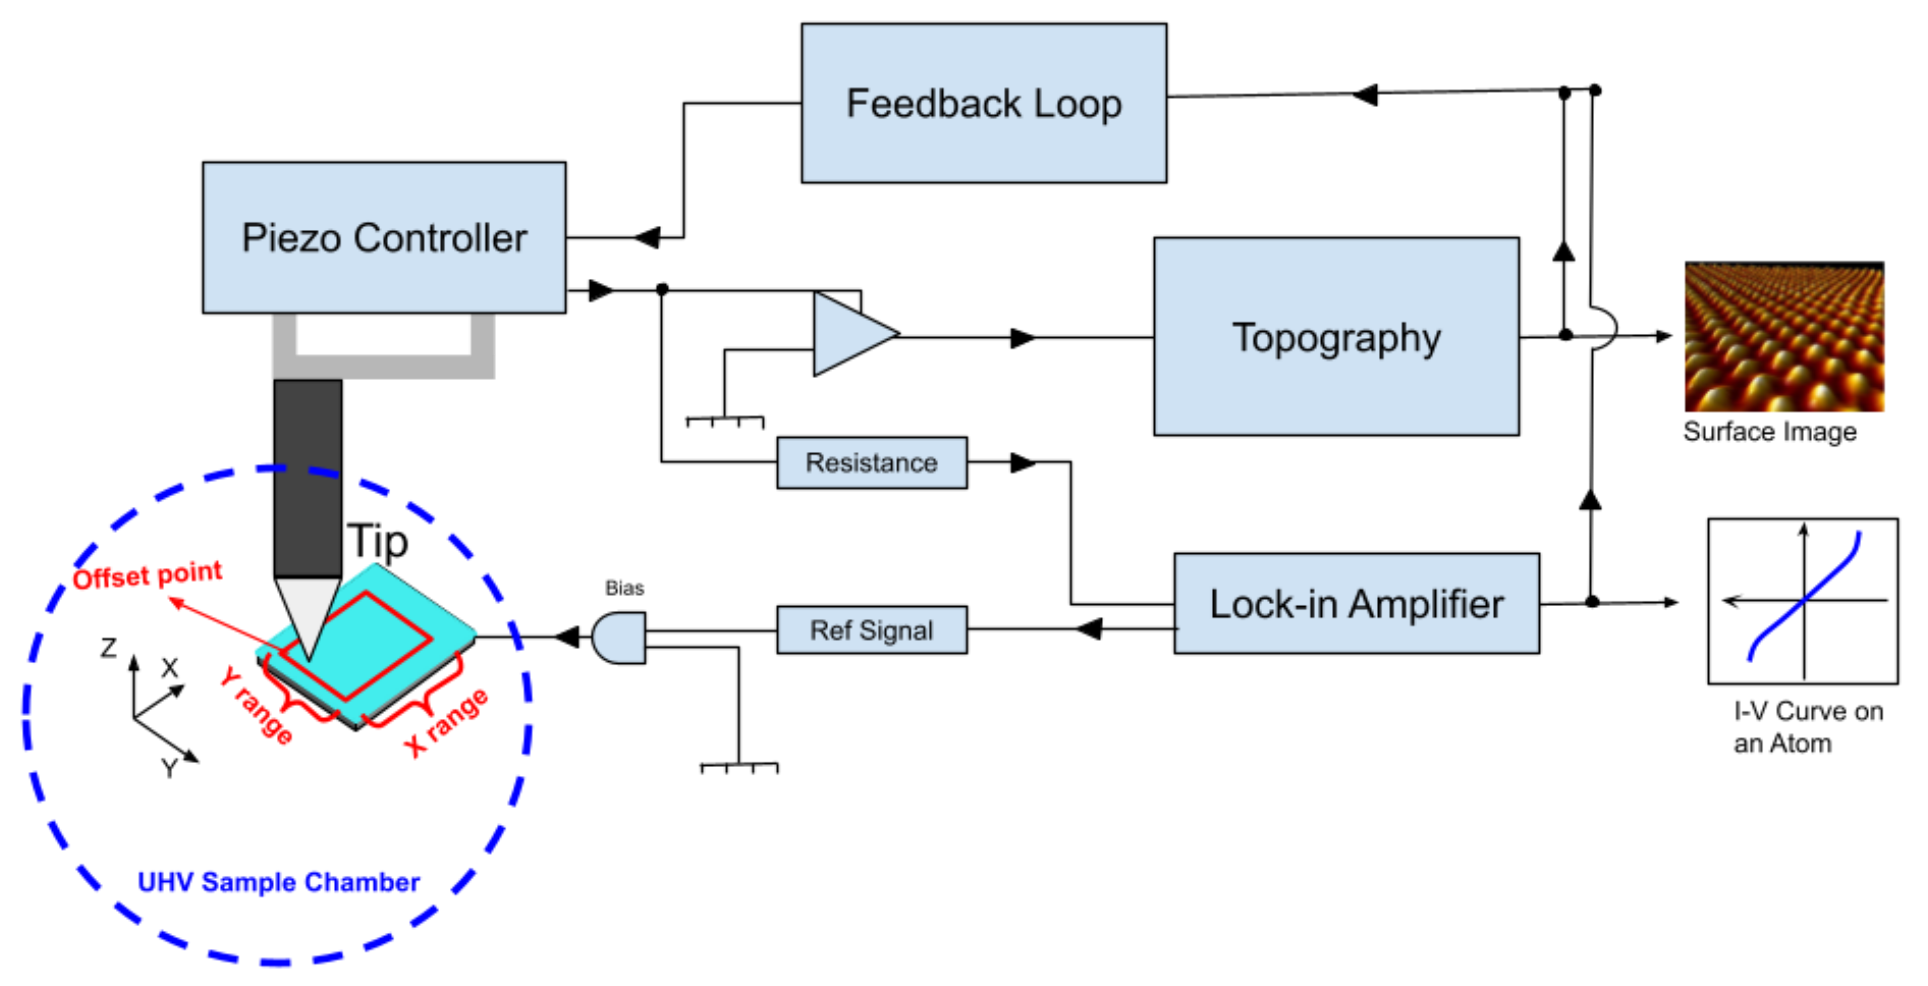 Feedback Loop
Piezo Controller
Topography
Surface Image
Resistance
Tip
Offset point
Bias
Ref Signal
Lock-in Amplifier
Z
X
Y
Y range
X range
I-V Curve on
an Atom
UHV Sample Chamber